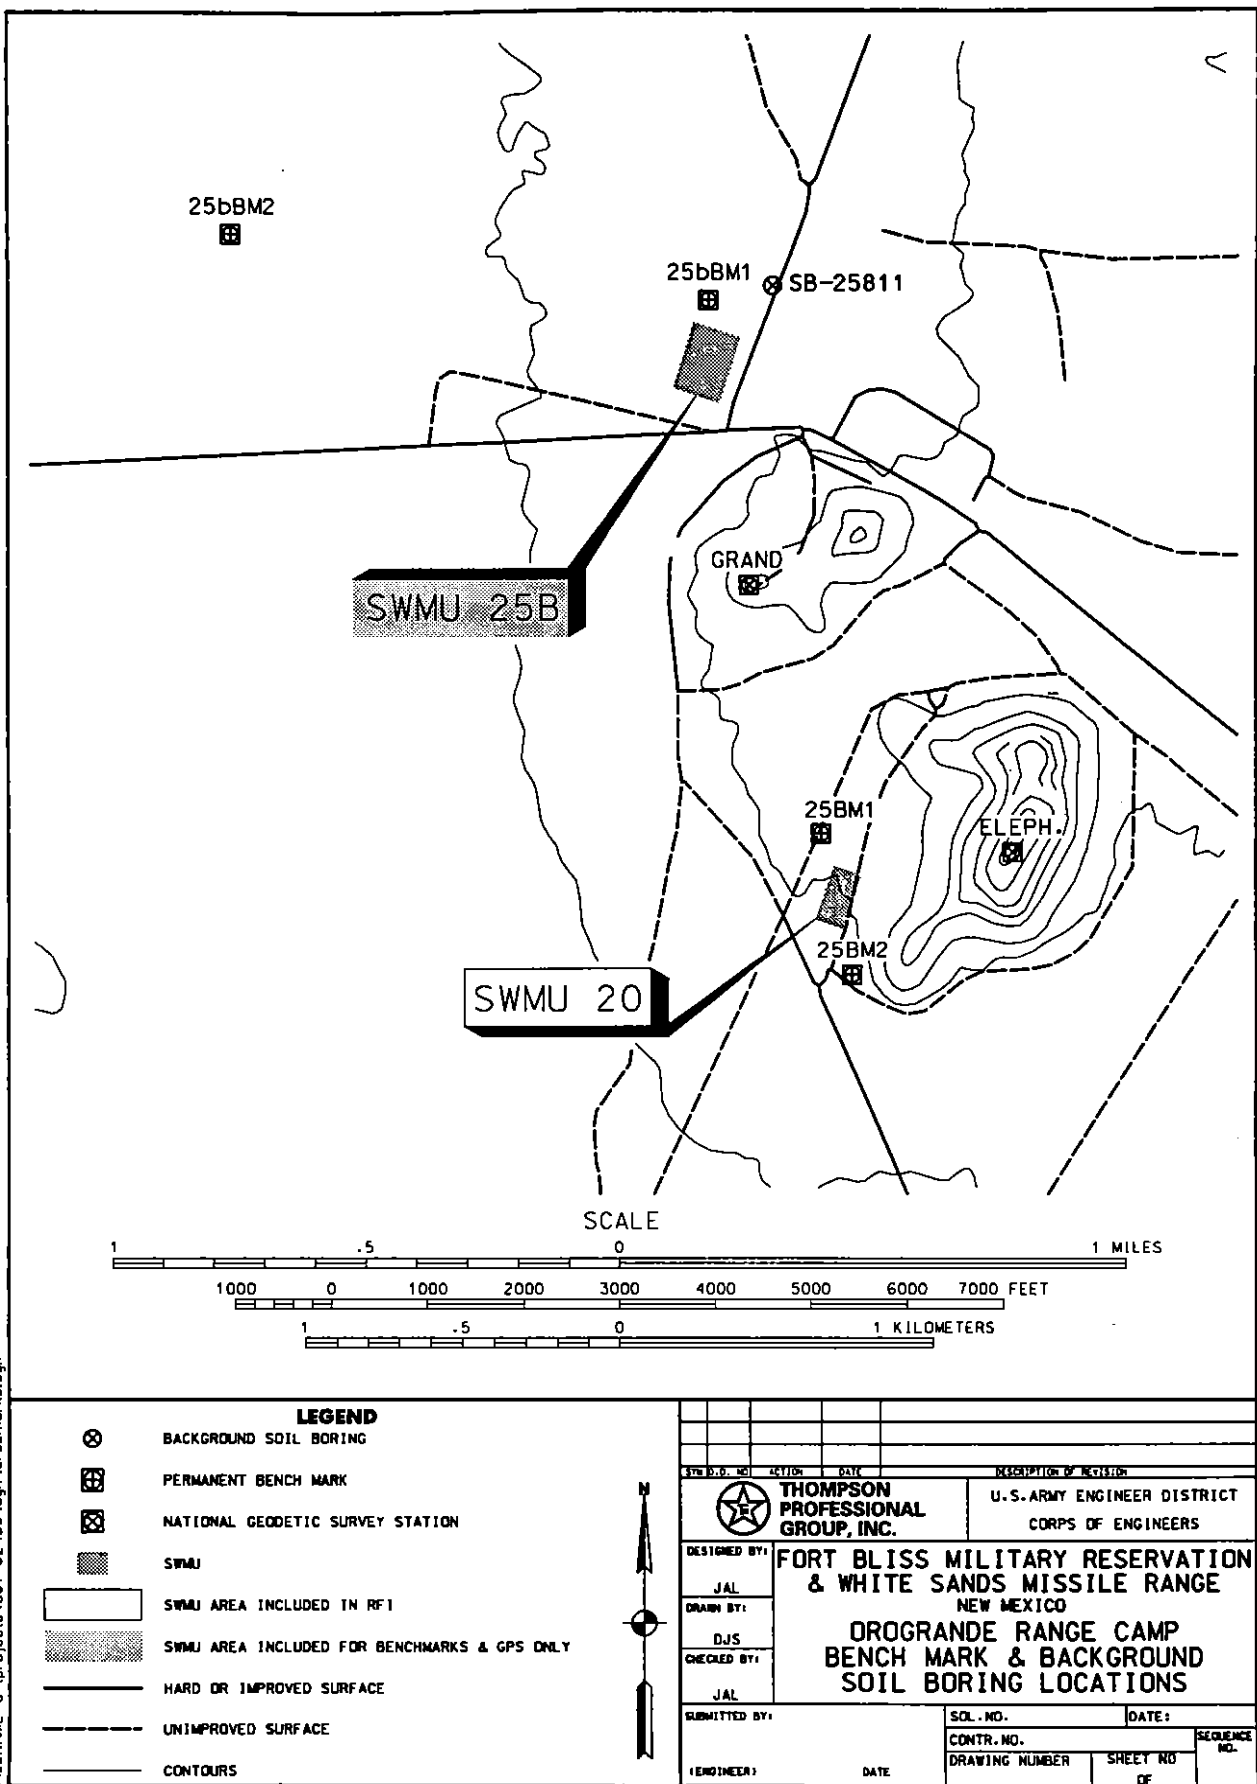 25bBM2
25bBM1
SB-25811
GRAND
SWMU 25B
25BM1
ELEPH.
25BM2
SWMU 20
SCALE
1 .5 0 1 MILES
1000 0 1000 2000 3000 4000 5000 6000 7000 FEET
1 .5 0 1 KILOMETERS
LEGEND
BACKGROUND SOIL BORING
PERMANENT BENCH MARK
NATIONAL GEODETIC SURVEY STATION
SWMU
SWMU AREA INCLUDED IN RFI
SWMU AREA INCLUDED FOR BENCHMARKS & GPS ONLY
HARD OR IMPROVED SURFACE
UNIMPROVED SURFACE
CONTOURS
N
SYM D.O. NO ACTION DATE DESCRIPTION OF REVISION
THOMPSON
PROFESSIONAL
GROUP, INC.
U.S. ARMY ENGINEER DISTRICT
CORPS OF ENGINEERS
DESIGNED BY:
JAL
DRAWN BY:
DJS
CHECKED BY:
JAL
FORT BLISS MILITARY RESERVATION
& WHITE SANDS MISSILE RANGE
NEW MEXICO
OROGRANDE RANGE CAMP
BENCH MARK & BACKGROUND
SOIL BORING LOCATIONS
SUBMITTED BY:
(ENGINEER) DATE
SOL. NO. DATE:
CONTR. NO.
SEQUENCE
NO.
DRAWING NUMBER
SHEET NO
OF